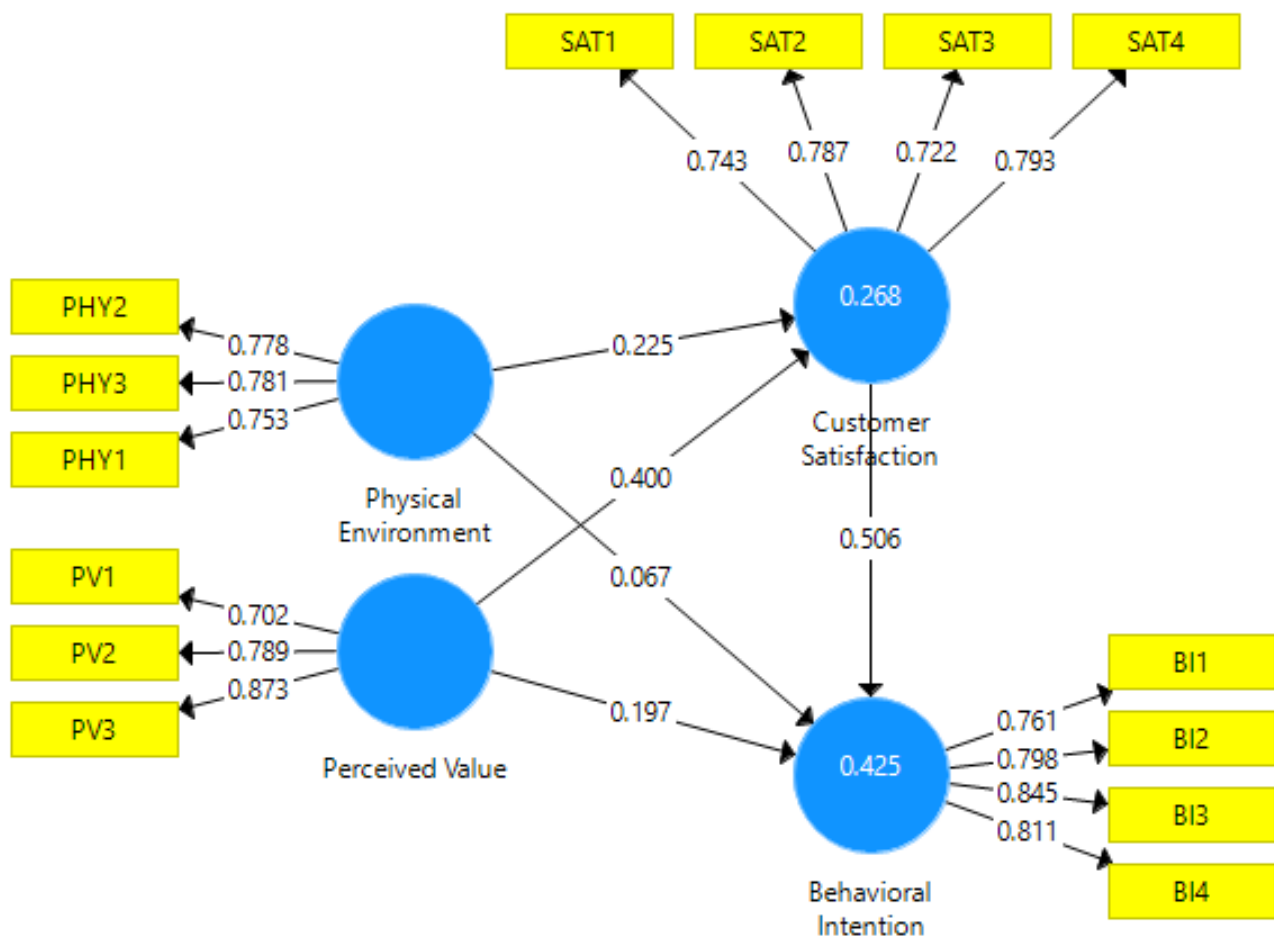 SAT1 SAT2 SAT3 SAT4
0.743 0.787 0.722 0.793
0.268
Customer
Satisfaction
PHY2
PHY3
PHY1
0.778
0.781
0.753
Physical
Environment
0.225
0.400
0.067
0.506
PV1
PV2
PV3
0.702
0.789
0.873
Perceived Value
0.197
0.425
Behavioral
Intention
0.761
0.798
0.845
0.811
BI1
BI2
BI3
BI4